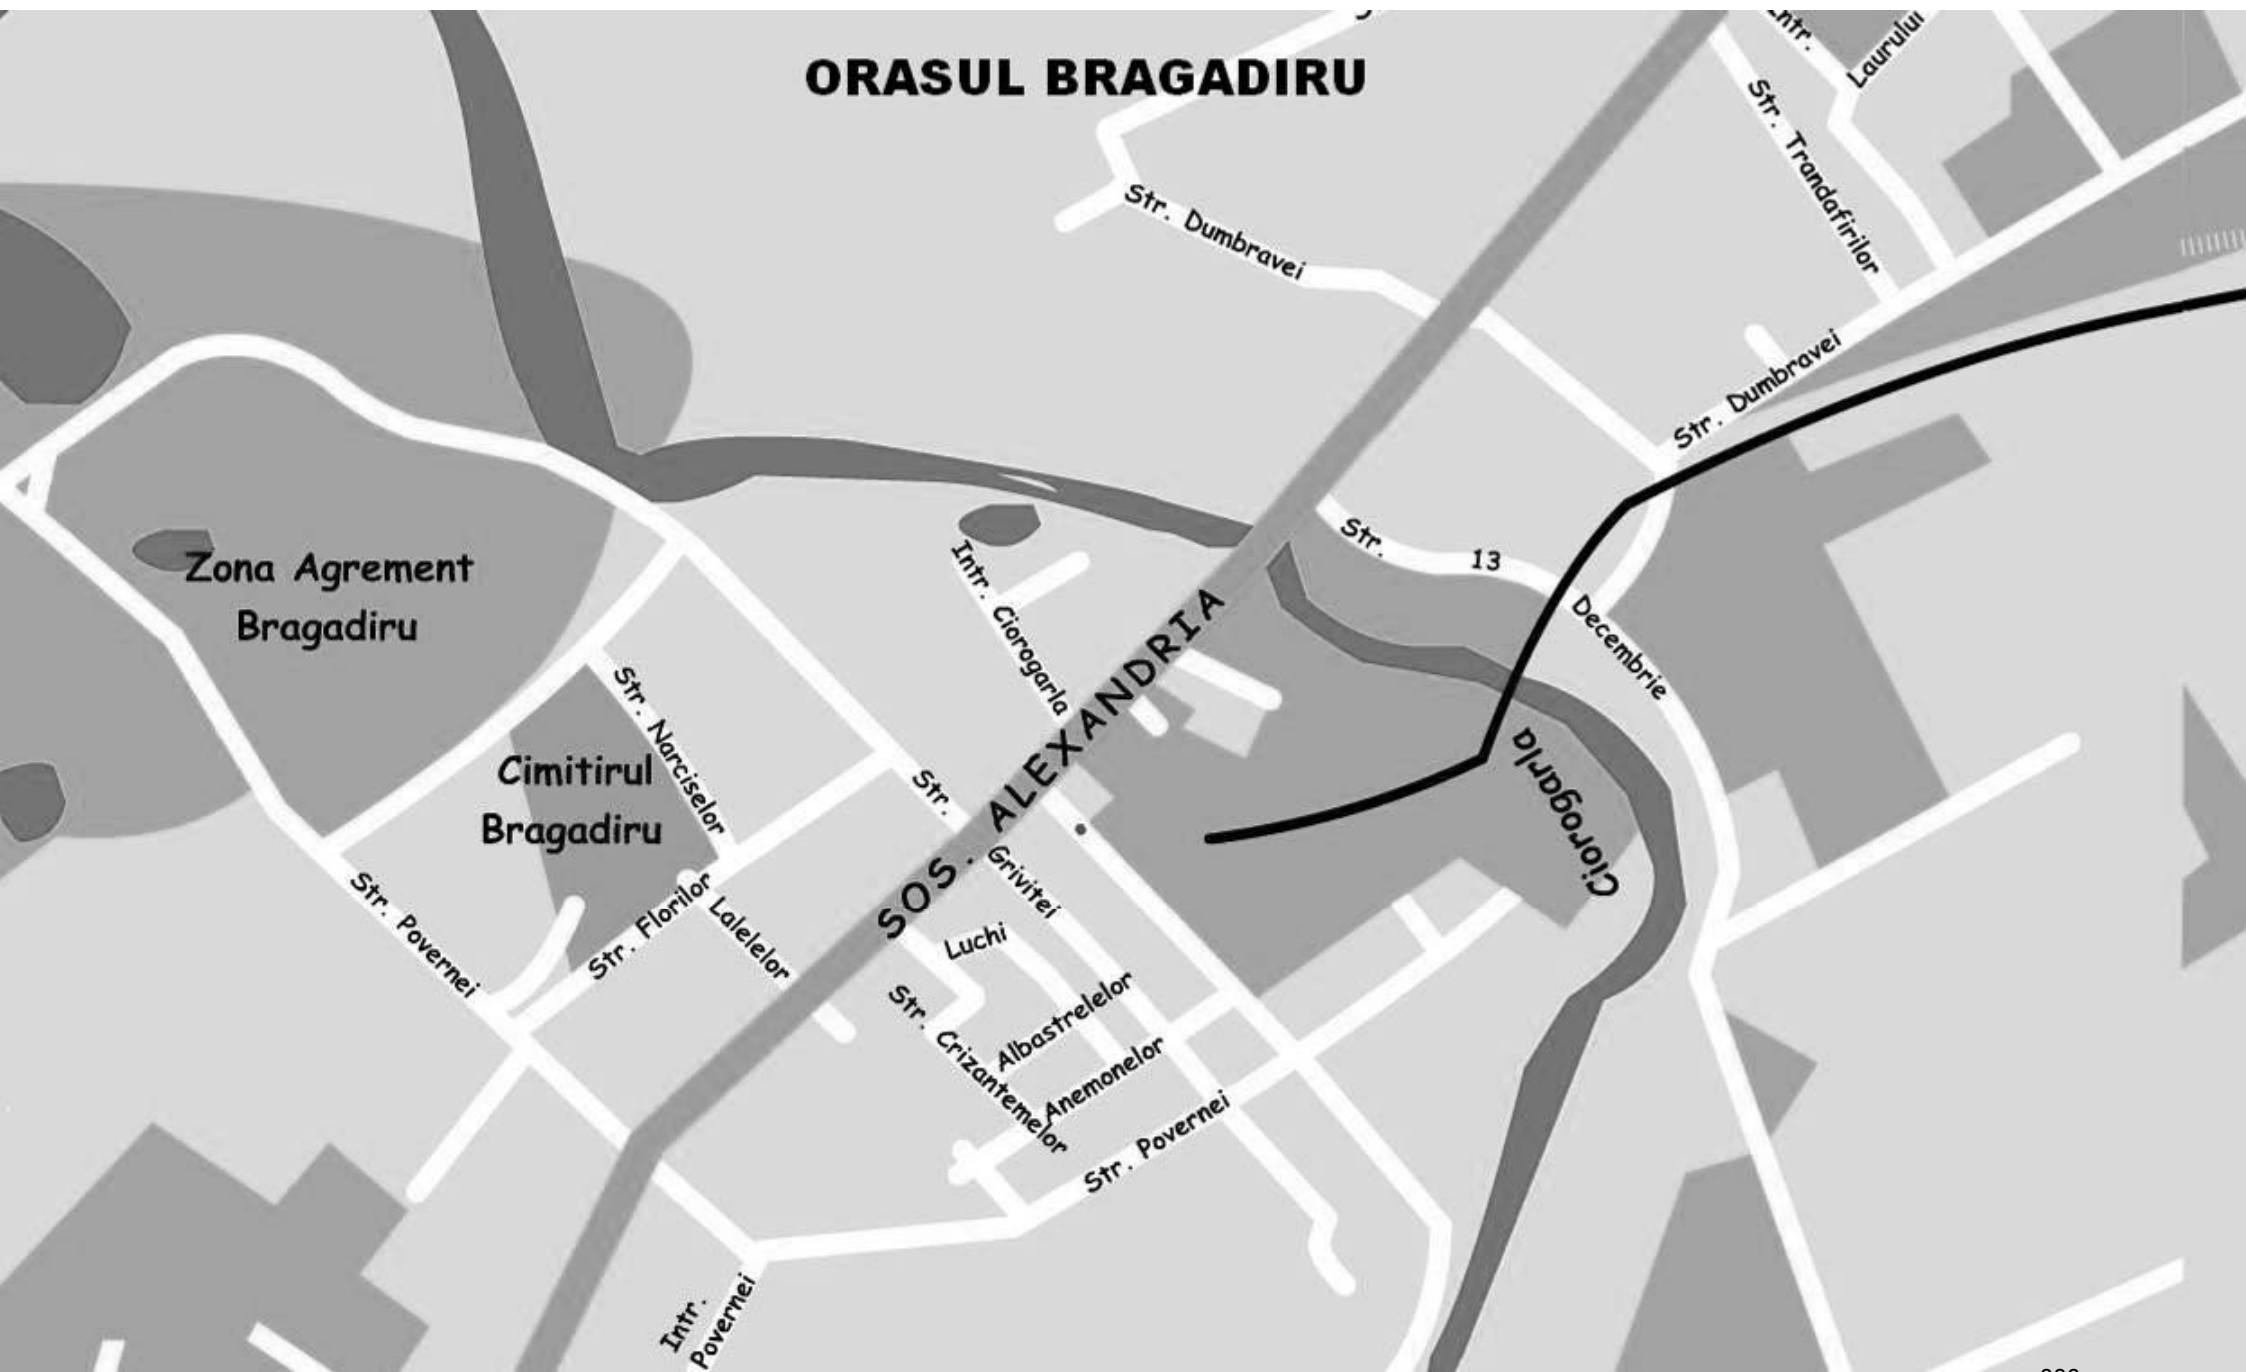 ORASUL BRAGADIRU
Intr.
Laurului
Str. Trandafirilor
Str. Dumbravei
Str. Dumbravei
Zona Agrement
Bragadiru
Intr. Ciorogarla
Str. 13 Decembrie
Str. Narciselor
Cimitirul
Bragadiru
SOS. ALEXANDRIA
Ciorogarla
Str. Grivitei
Str. Povernei
Str. Florilor
Lalelelor
Luchi
Str. Crizantemelor
Albastrelelor
Anemonelor
Str. Povernei
Intr.
Povernei